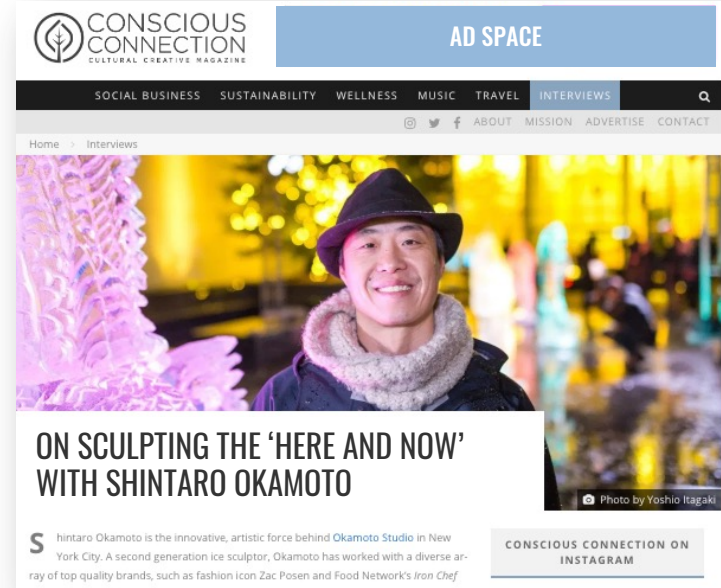 CONSCIOUS
CONNECTION
CULTURAL CREATIVE MAGAZINE
AD SPACE
SOCIAL BUSINESS SUSTAINABILITY WELLNESS MUSIC TRAVEL INTERVIEWS
ABOUT MISSION ADVERTISE CONTACT
Home > Interviews
ON SCULPTING THE ‘HERE AND NOW’
WITH SHINTARO OKAMOTO
Photo by Yoshio Itagaki
Shintaro Okamoto is the innovative, artistic force behind Okamoto Studio in New
York City. A second generation ice sculptor, Okamoto has worked with a diverse ar-
ray of top quality brands, such as fashion icon Zac Posen and Food Network's Iron Chef
CONSCIOUS CONNECTION ON
INSTAGRAM